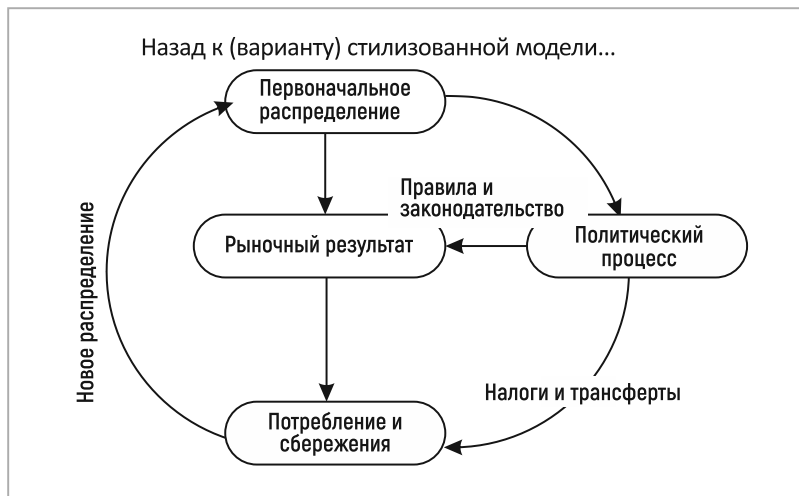 Назад к (варианту) стилизованной модели...
Первоначальное
распределение
Правила и
законодательство
Рыночный результат
Политический
процесс
Новое распределение
Налоги и трансферты
Потребление и
сбережения